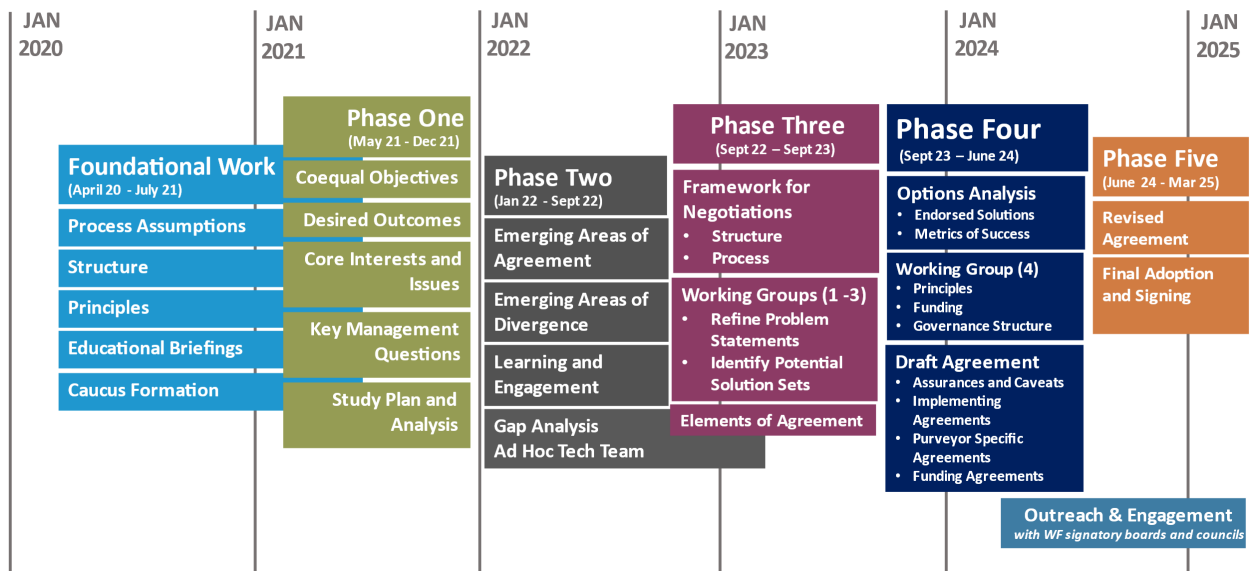 JAN
2020
JAN
2021
JAN
2022
JAN
2023
JAN
2024
JAN
2025
Foundational Work
(April 20 - July 21)
Process Assumptions
Structure
Principles
Educational Briefings
Caucus Formation
Phase One
(May 21 - Dec 21)
Coequal Objectives
Desired Outcomes
Core Interests and
Issues
Key Management
Questions
Study Plan and
Analysis
Phase Two
(Jan 22 - Sept 22)
Emerging Areas of
Agreement
Emerging Areas of
Divergence
Learning and
Engagement
Gap Analysis
Ad Hoc Tech Team
Phase Three
(Sept 22 – Sept 23)
Framework for
Negotiations
• Structure
• Process
Working Groups (1 -3)
• Refine Problem
Statements
• Identify Potential
Solution Sets
Elements of Agreement
Phase Four
(Sept 23 – June 24)
Options Analysis
• Endorsed Solutions
• Metrics of Success
Working Group (4)
• Principles
• Funding
• Governance Structure
Draft Agreement
• Assurances and Caveats
• Implementing
Agreements
• Purveyor Specific
Agreements
• Funding Agreements
Phase Five
(June 24 - Mar 25)
Revised
Agreement
Final Adoption
and Signing
Outreach & Engagement
with WF signatory boards and councils